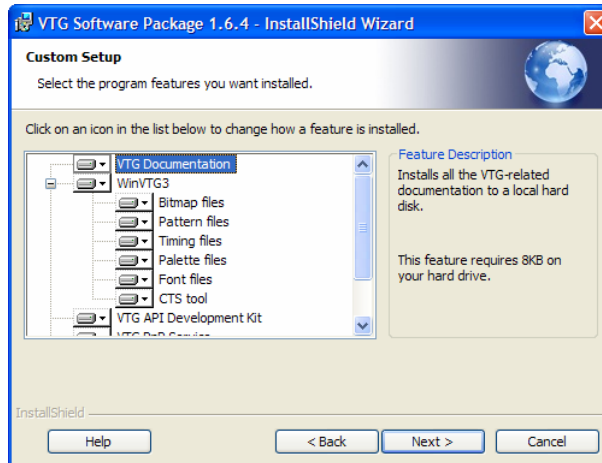 VTG Software Package 1.6.4 - InstallShield Wizard
Custom Setup
Select the program features you want installed.
Click on an icon in the list below to change how a feature is installed.
VTG Documentation
WinVTG3
Bitmap files
Pattern files
Timing files
Palette files
Font files
CTS tool
VTG API Development Kit
VTG PnP Service
Feature Description
Installs all the VTG-related
documentation to a local hard
disk.
This feature requires 8KB on
your hard drive.
InstallShield
Help
< Back
Next >
Cancel